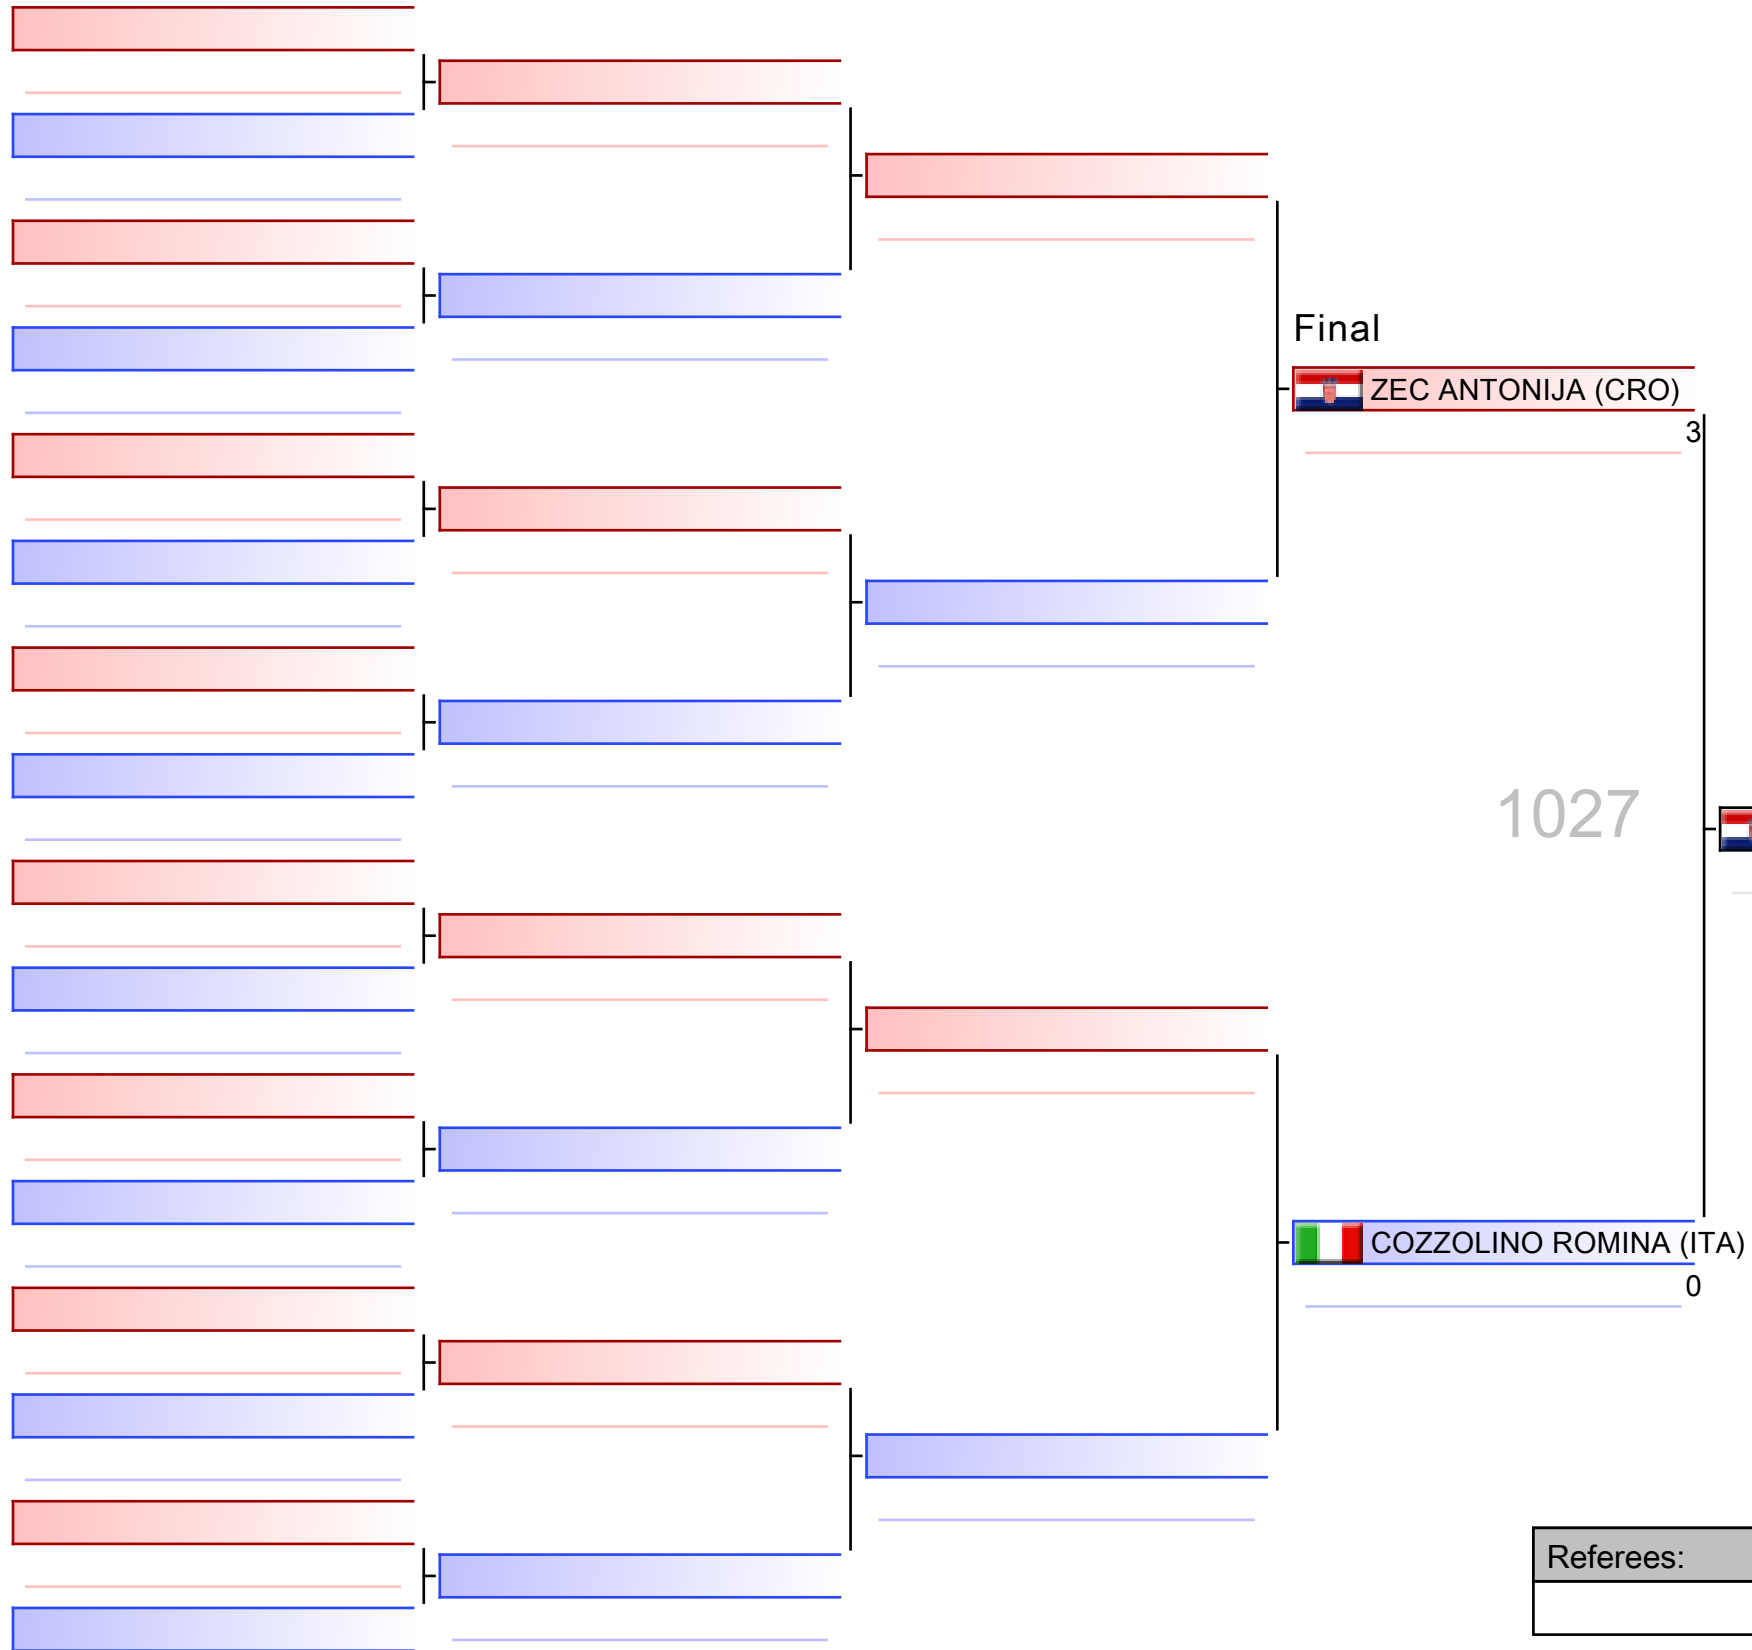 Final
ZEC ANTONIJA (CRO)
3
1027
COZZOLINO ROMINA (ITA)
0
Referees: